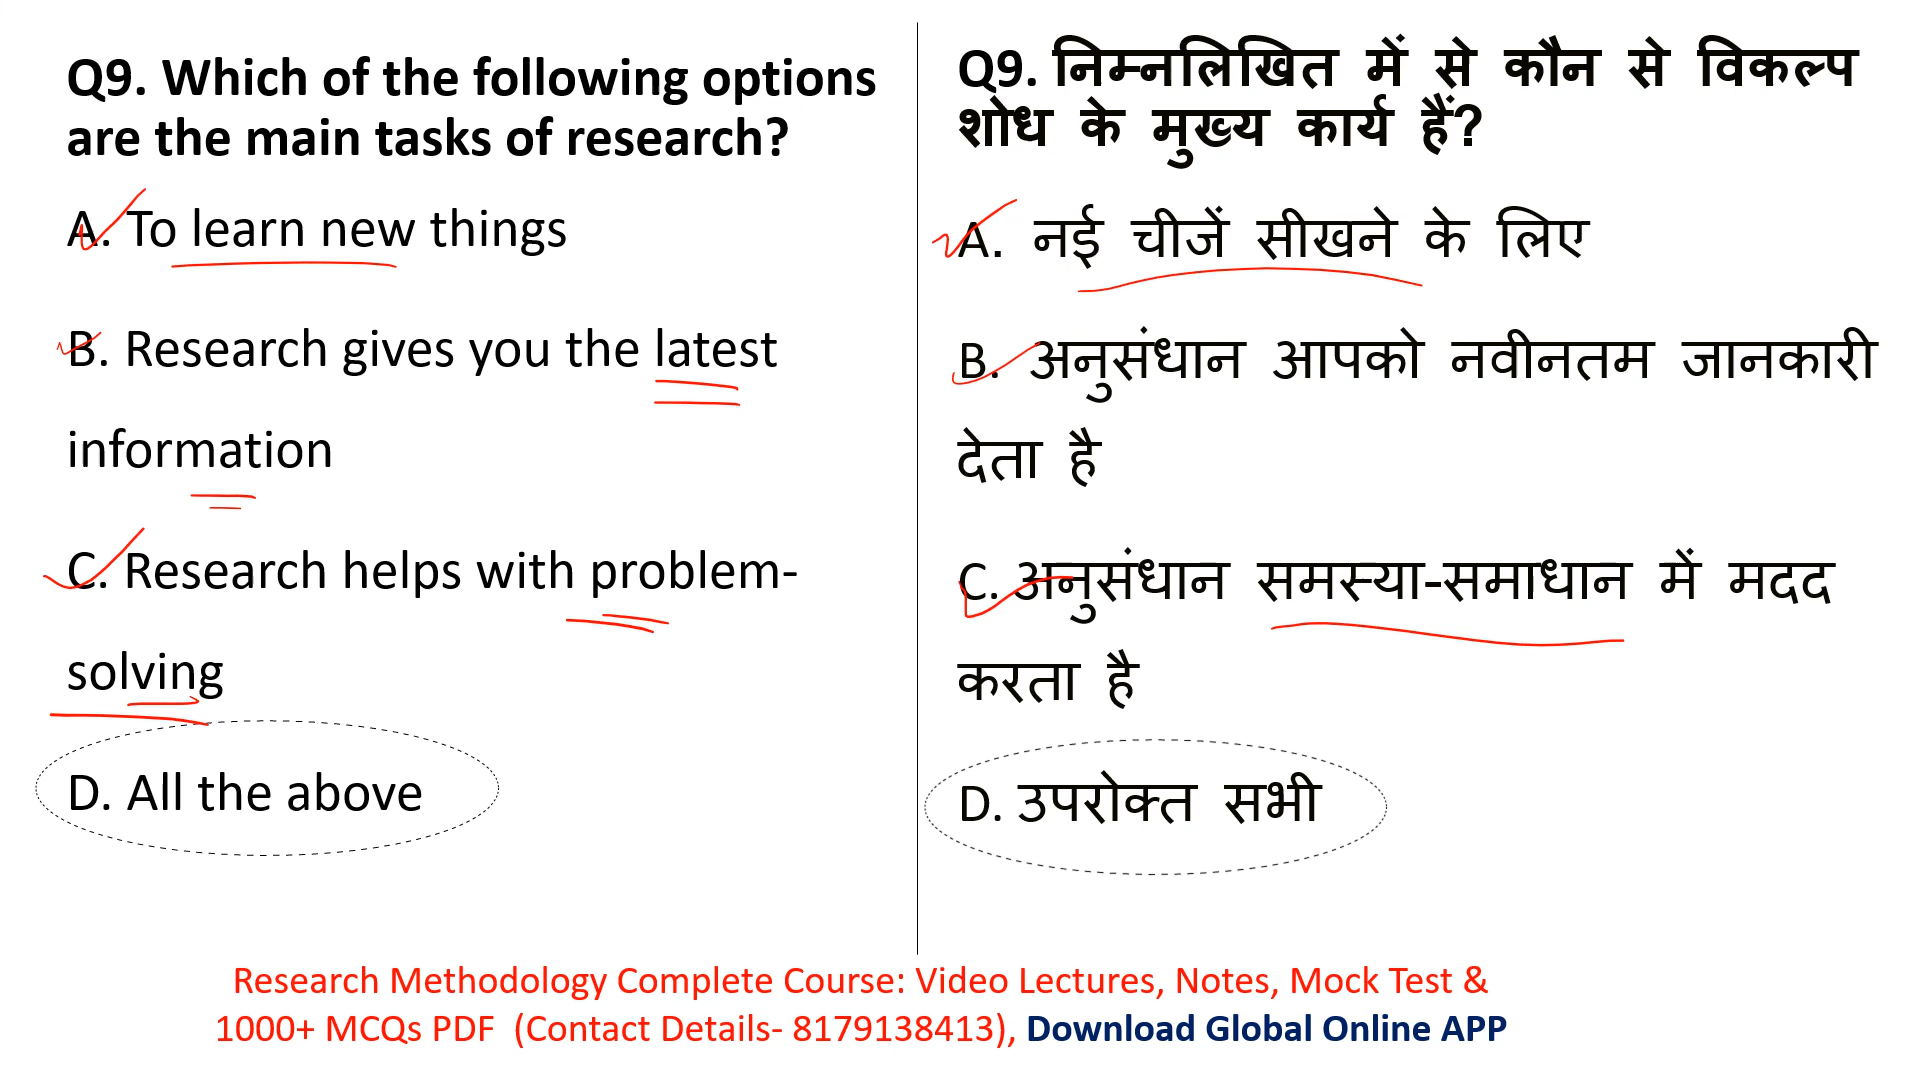 Q9. Which of the following options
are the main tasks of research?
A. To learn new things
B. Research gives you the latest
information
C. Research helps with problem-
solving
D. All the above
Q9. निम्नलिखित में से कौन से विकल्प
शोध के मुख्य कार्य हैं?
A. नई चीजें सीखने के लिए
B. अनुसंधान आपको नवीनतम जानकारी
देता है
C. अनुसंधान समस्या-समाधान में मदद
करता है
D. उपरोक्त सभी
Research Methodology Complete Course: Video Lectures, Notes, Mock Test &
1000+ MCQs PDF (Contact Details- 8179138413), Download Global Online APP